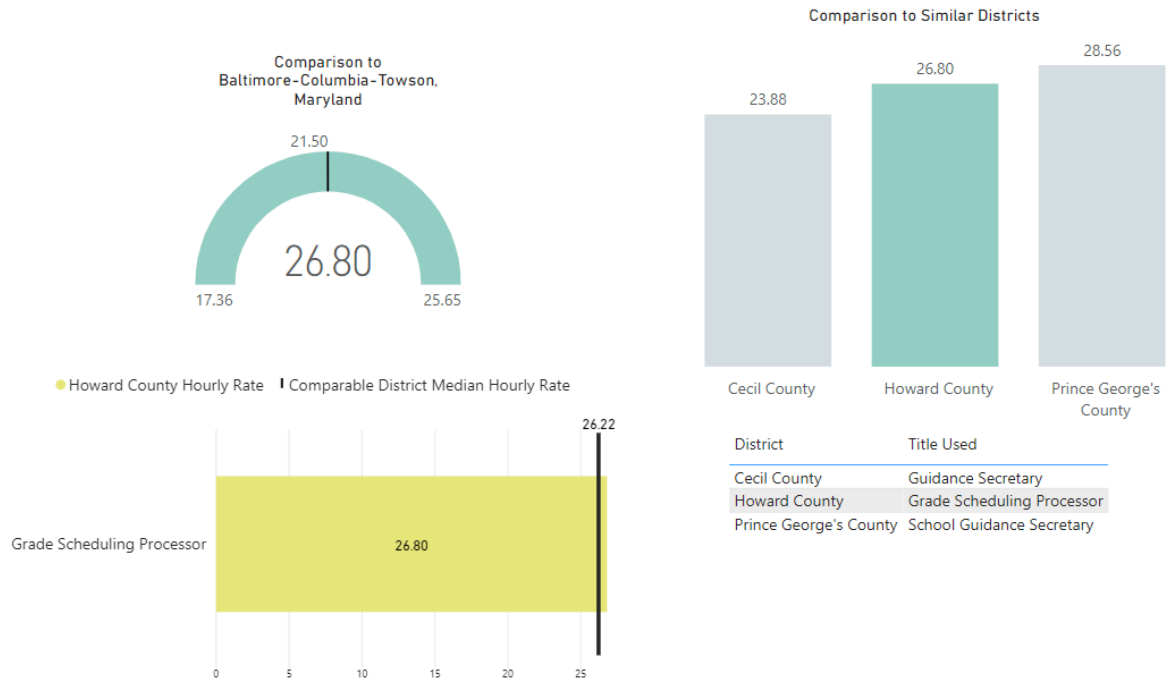 Comparison to
Baltimore-Columbia-Towson,
Maryland
21.50
26.80
17.36
25.65
Comparison to Similar Districts
23.88
26.80
28.56
Cecil County
Howard County
Prince George's
County
District Title Used
Cecil County Guidance Secretary
Howard County Grade Scheduling Processor
Prince George's County School Guidance Secretary
Howard County Hourly Rate Comparable District Median Hourly Rate
26.22
Grade Scheduling Processor
26.80
0 5 10 15 20 25